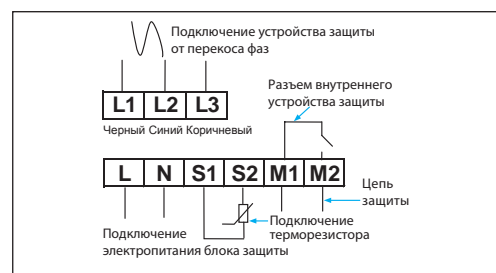 Подключение устройства защиты
от перекоса фаз
L1 L2 L3
Черный Синий Коричневый
Разъем внутреннего
устройства защиты
L N S1 S2 M1 M2
Цепь
защиты
Подключение
терморезистора
Подключение
электропитания блока защиты